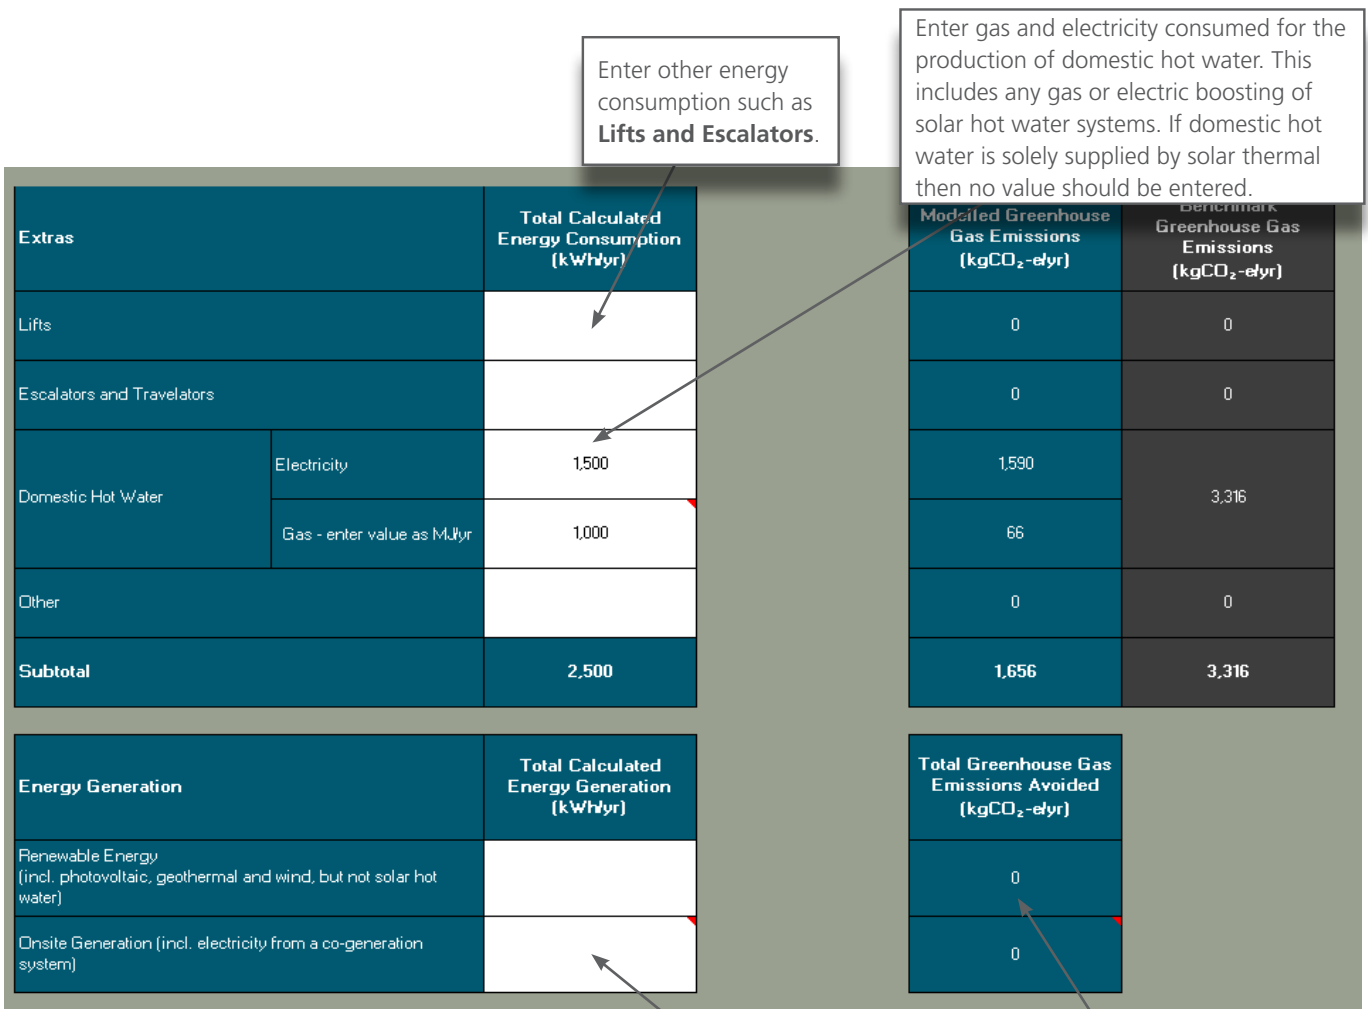 Enter other energy
consumption such as
Lifts and Escalators.
Enter gas and electricity consumed for the
production of domestic hot water. This
includes any gas or electric boosting of
solar hot water systems. If domestic hot
water is solely supplied by solar thermal
then no value should be entered.
Extras
Total Calculated
Energy Consumption
(kWh/yr)
Modelled Greenhouse
Gas Emissions
(kgCO₂-e/yr)
Benchmark
Greenhouse Gas
Emissions
(kgCO₂-e/yr)
Lifts
0
0
Escalators and Travelators
0
0
Domestic Hot Water
Electricity
1,500
1,590
3,316
Gas - enter value as MJ/yr
1,000
66
Other
0
0
Subtotal
2,500
1,656
3,316
Energy Generation
Total Calculated
Energy Generation
(kWh/yr)
Total Greenhouse Gas
Emissions Avoided
(kgCO₂-e/yr)
Renewable Energy
(incl. photovoltaic, geothermal and wind, but not solar hot
water)
0
Onsite Generation (incl. electricity from a co-generation
system)
0